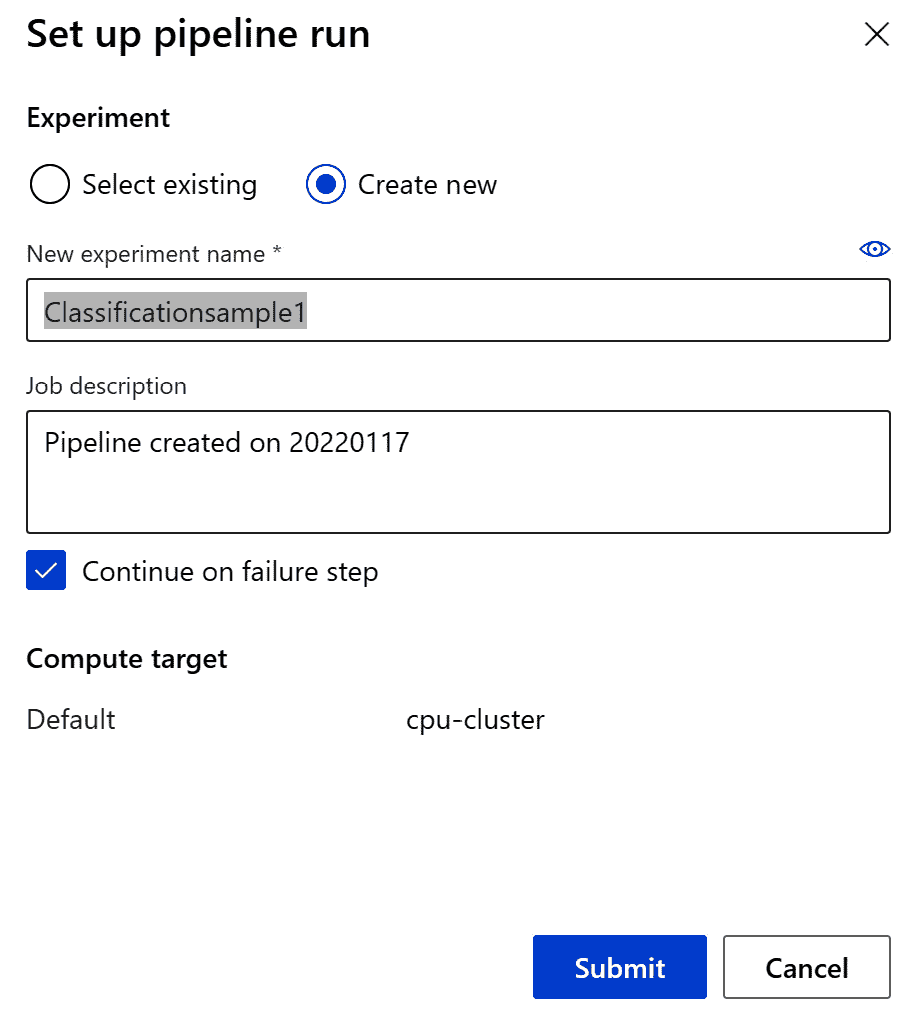 Set up pipeline run
Experiment
Select existing Create new
New experiment name *
Classificationsample1
Job description
Pipeline created on 20220117
Continue on failure step
Compute target
Default cpu-cluster
Submit Cancel